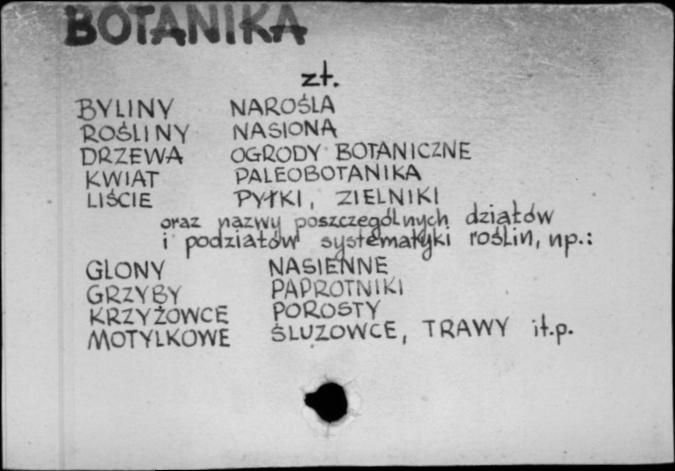 BOTANIKA
zł.
BYLINY NAROŚLA
ROŚLINY NASIONA
DRZEWA OGRODY BOTANICZNE
KWIAT PALEOBOTANIKA
LIŚCIE PYŁKI, ZIELNIKI
oraz nazwy poszczególnych działów
i podziałów systematyki roślin, np.:
GLONY NASIENNE
GRZYBY PAPROTNIKI
KRZYŻOWCE POROSTY
MOTYLKOWE ŚLUZOWCE, TRAWY it.p.